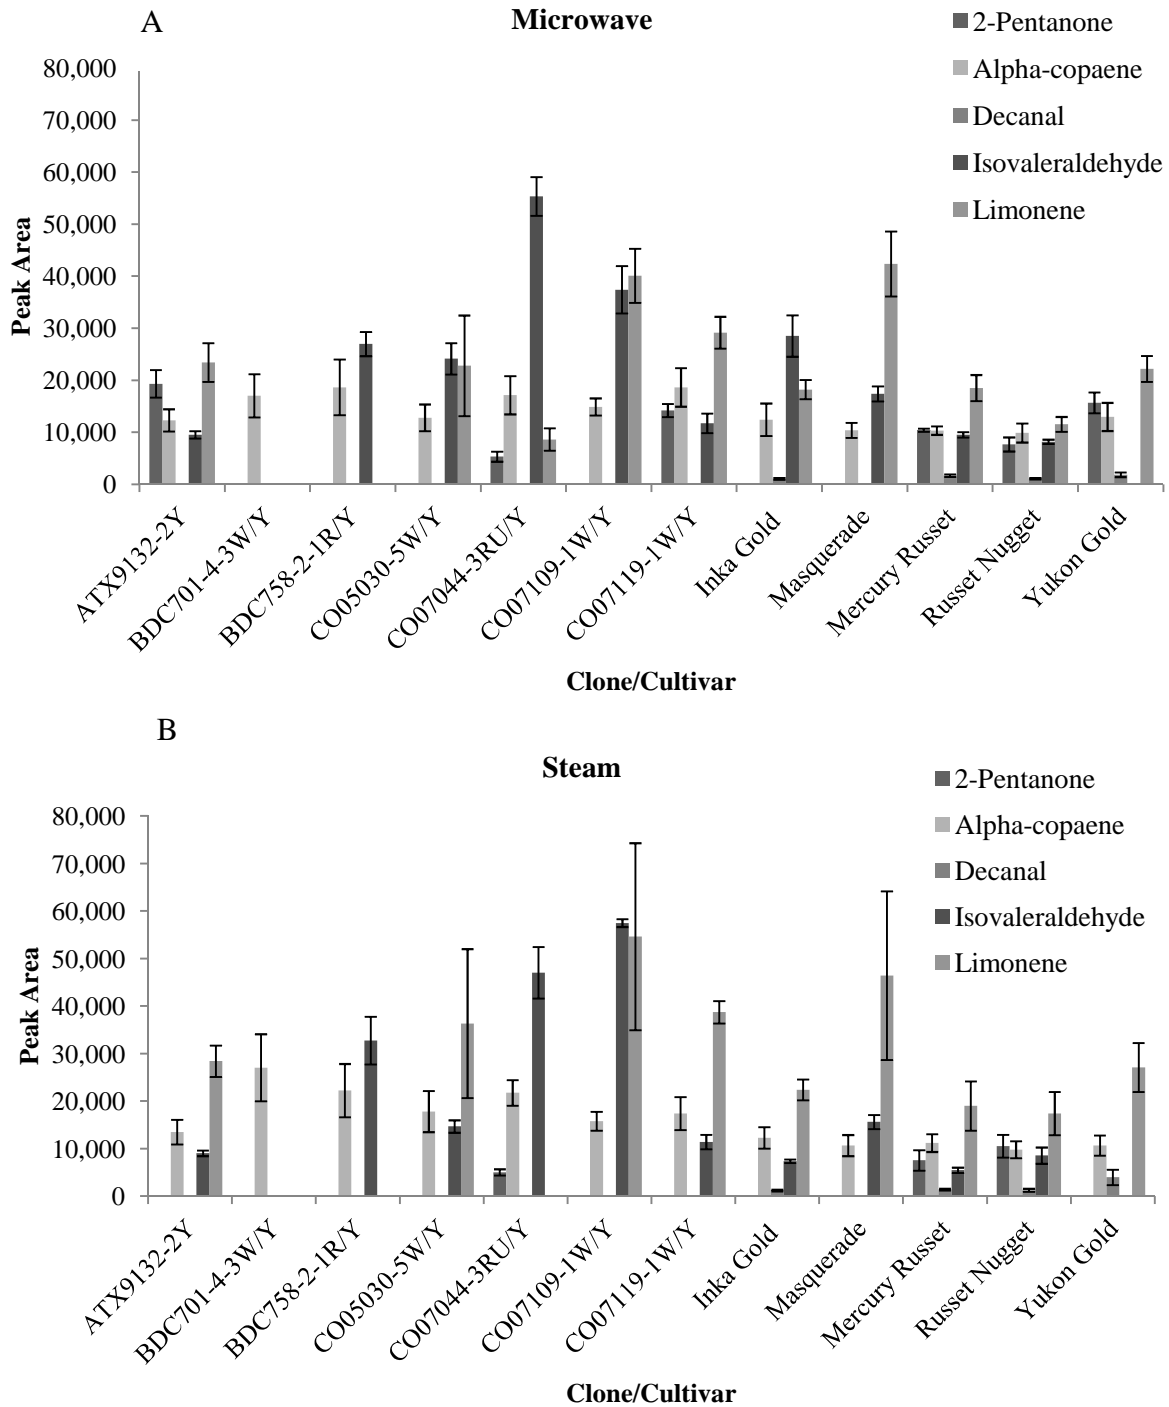 A
Microwave
2-Pentanone
Alpha-copaene
Decanal
Isovaleraldehyde
Limonene
80,000
70,000
60,000
50,000
40,000
30,000
20,000
10,000
0
Peak Area
ATX9132-2Y
BDC701-4-3W/Y
BDC758-2-1R/Y
CO05030-5W/Y
CO07044-3RU/Y
CO07109-1W/Y
CO07119-1W/Y
Inka Gold
Masquerade
Mercury Russet
Russet Nugget
Yukon Gold
Clone/Cultivar
B
Steam
2-Pentanone
Alpha-copaene
Decanal
Isovaleraldehyde
Limonene
80,000
70,000
60,000
50,000
40,000
30,000
20,000
10,000
0
Peak Area
ATX9132-2Y
BDC701-4-3W/Y
BDC758-2-1R/Y
CO05030-5W/Y
CO07044-3RU/Y
CO07109-1W/Y
CO07119-1W/Y
Inka Gold
Masquerade
Mercury Russet
Russet Nugget
Yukon Gold
Clone/Cultivar